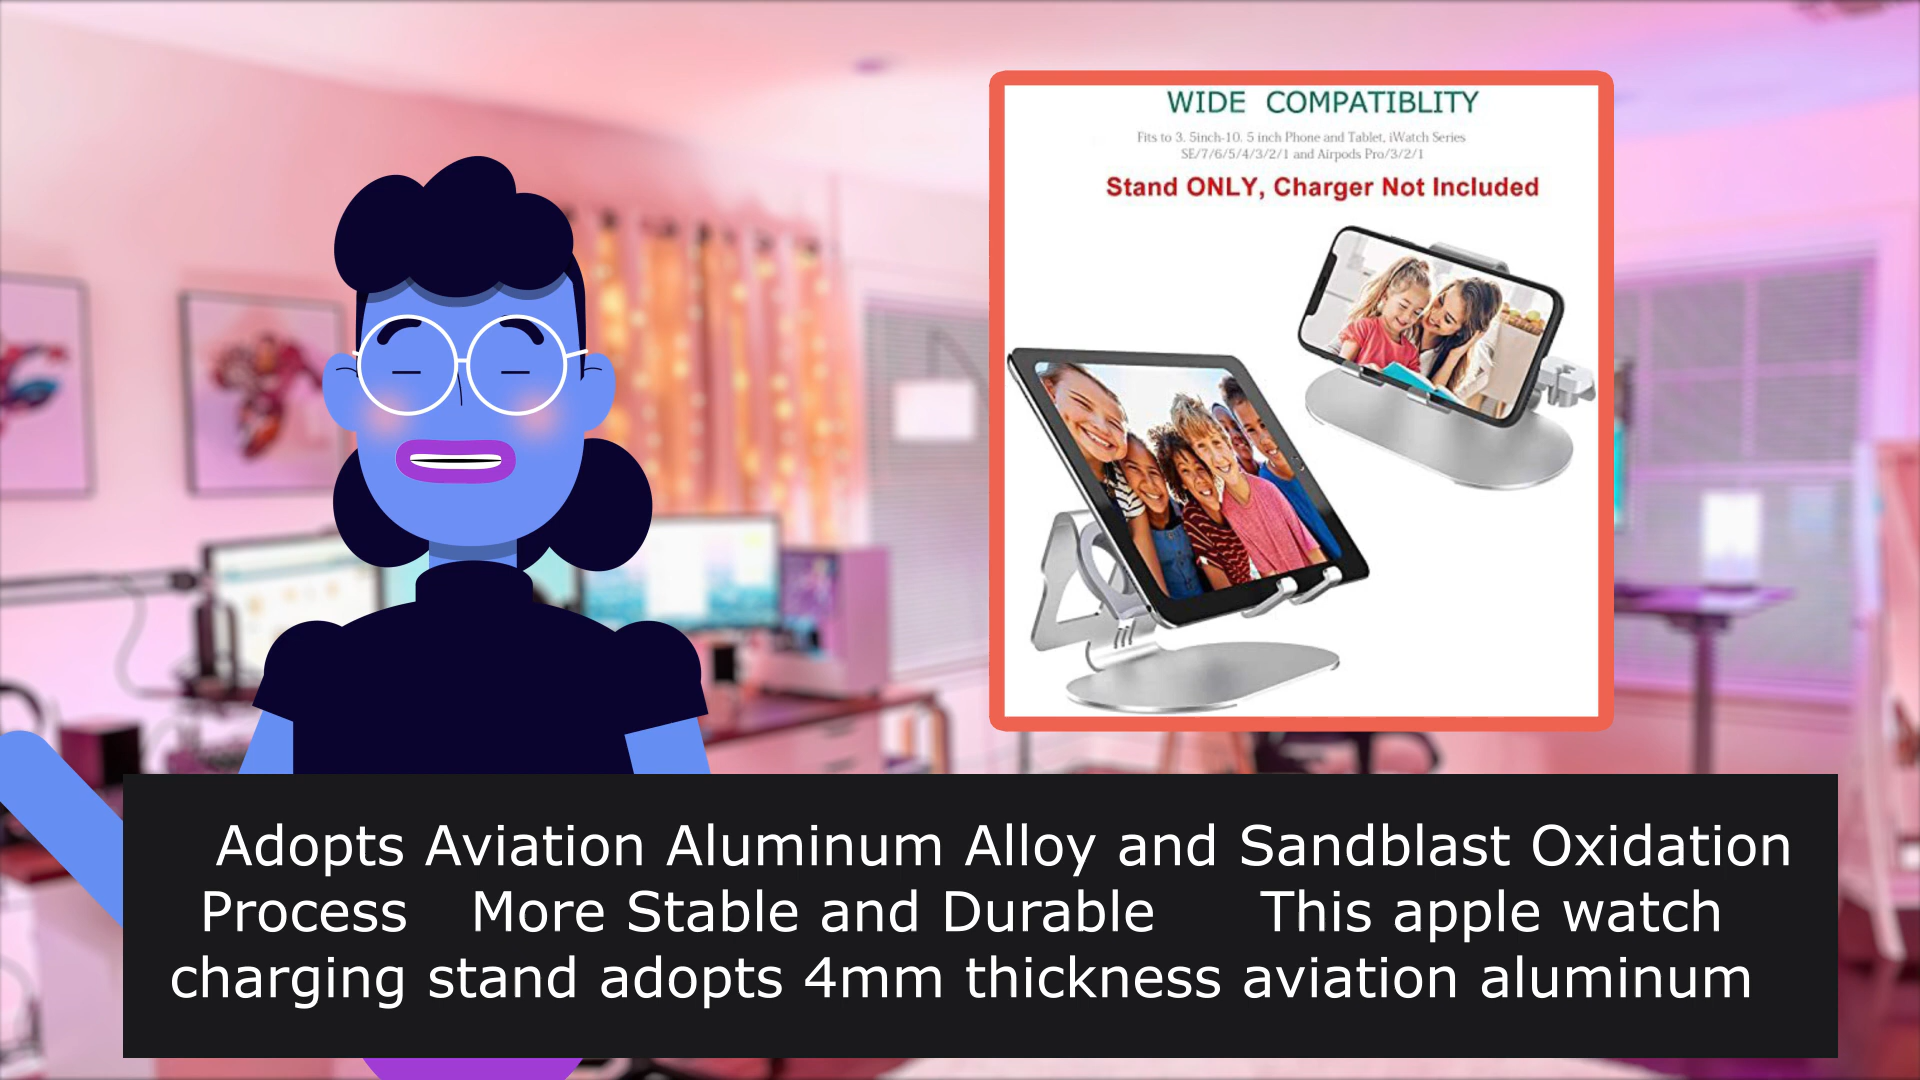 WIDE COMPATIBLITY
Fits to 3. 5inch-10. 5 inch Phone and Tablet, iWatch Series
SE/7/6/5/4/3/2/1 and Airpods Pro/3/2/1
Stand ONLY, Charger Not Included
Adopts Aviation Aluminum Alloy and Sandblast Oxidation
Process More Stable and Durable This apple watch
charging stand adopts 4mm thickness aviation aluminum